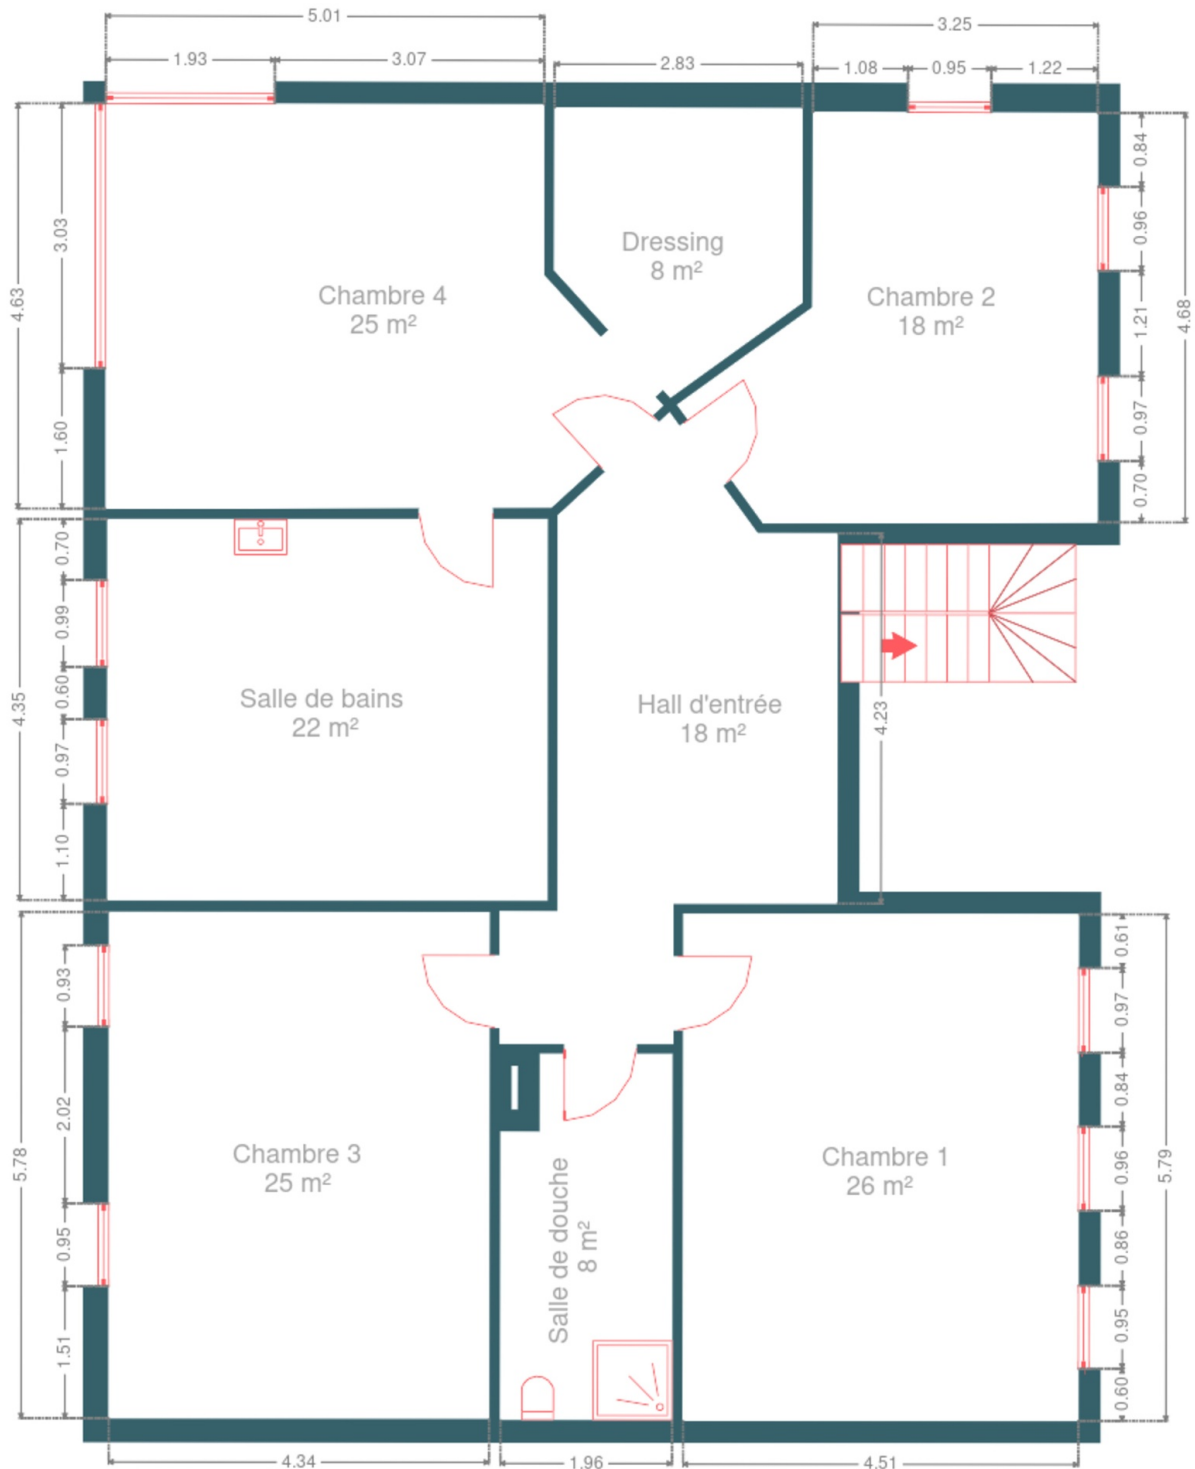 5.01
3.25
1.93
3.07
2.83
1.08
0.95
1.22
0.84
3.03
0.96
Dressing
8 m²
4.63
Chambre 4
25 m²
Chambre 2
18 m²
1.21
4.68
1.60
0.97
0.70
0.70
0.99
0.60
4.35
Salle de bains
22 m²
Hall d'entrée
18 m²
4.23
0.97
1.10
0.61
0.93
0.97
2.02
0.84
5.78
Chambre 3
25 m²
Salle de douche
8 m²
Chambre 1
26 m²
0.96
5.79
0.95
0.86
1.51
0.95
0.60
4.34
1.96
4.51